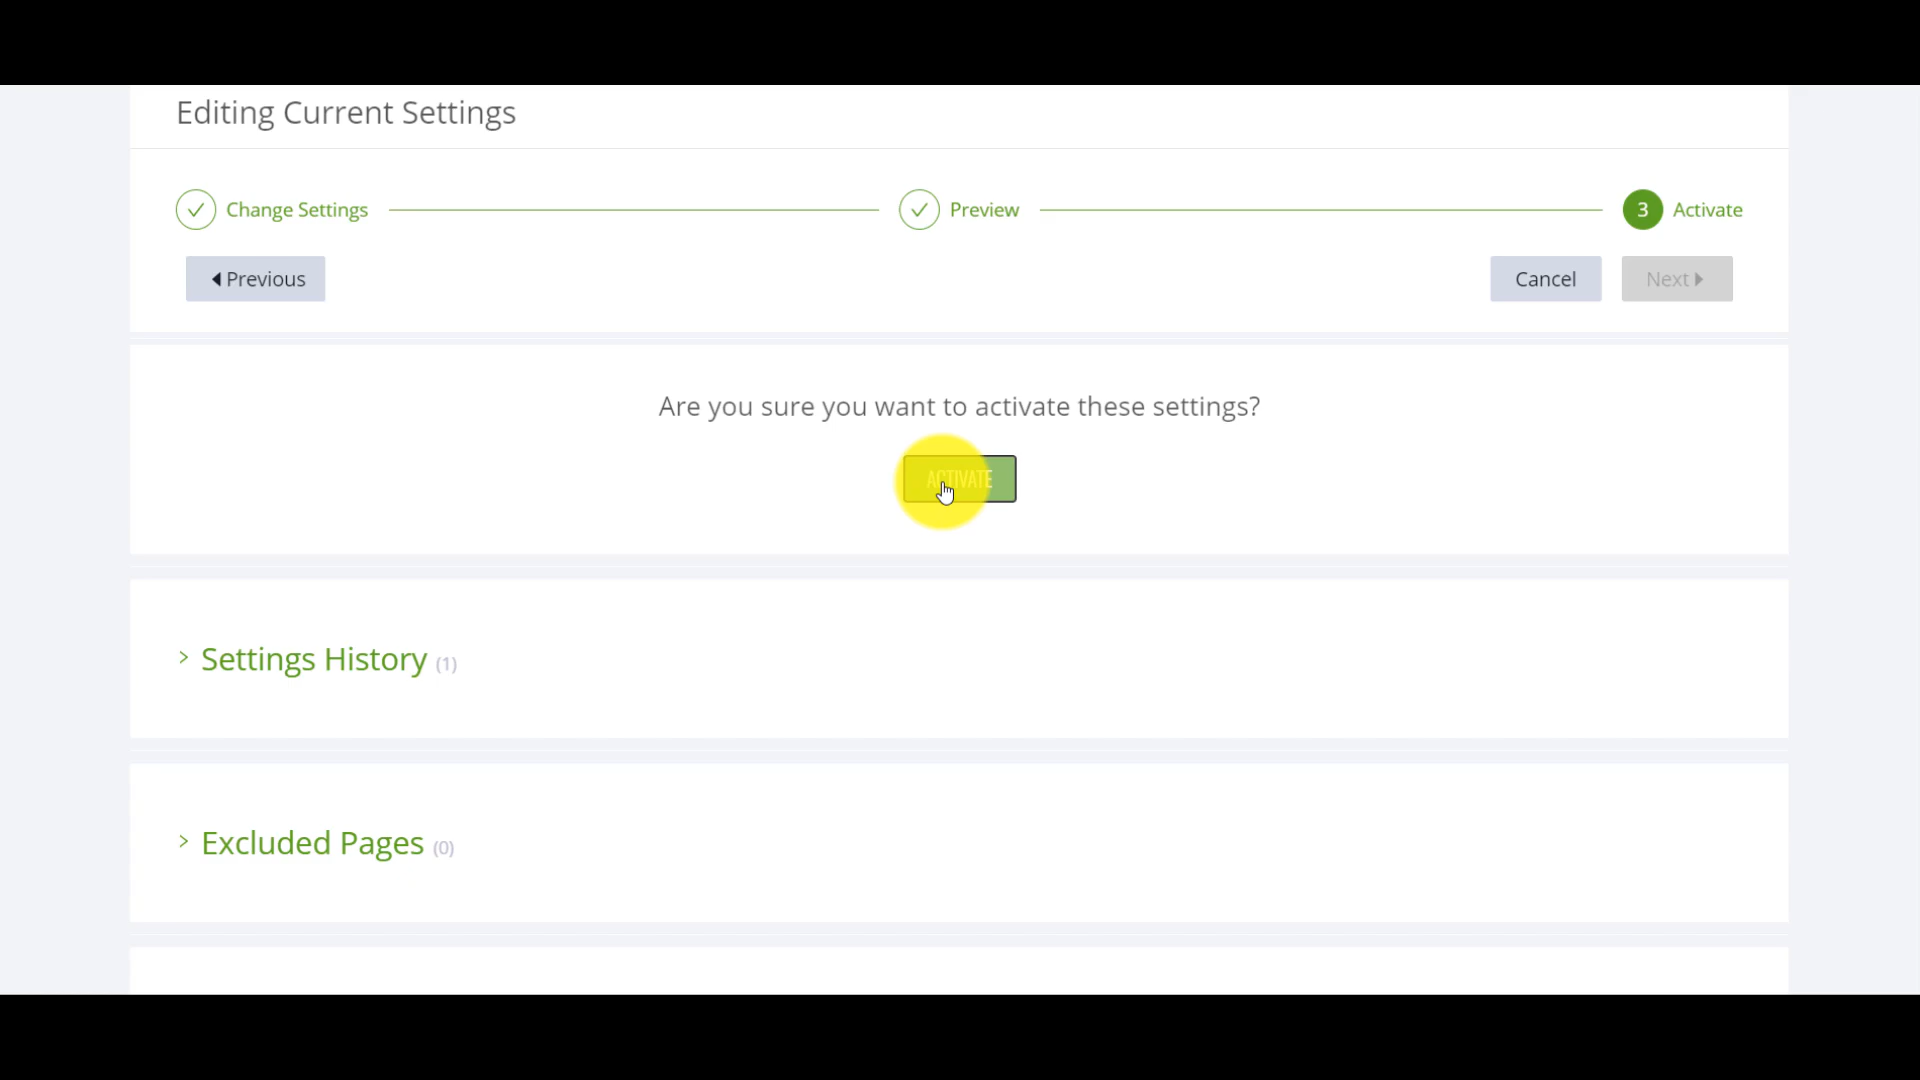 Editing Current Settings
Change Settings
Preview
3 Activate
Previous
Cancel
Next
Are you sure you want to activate these settings?
ACTIVATE
> Settings History (1)
> Excluded Pages (0)